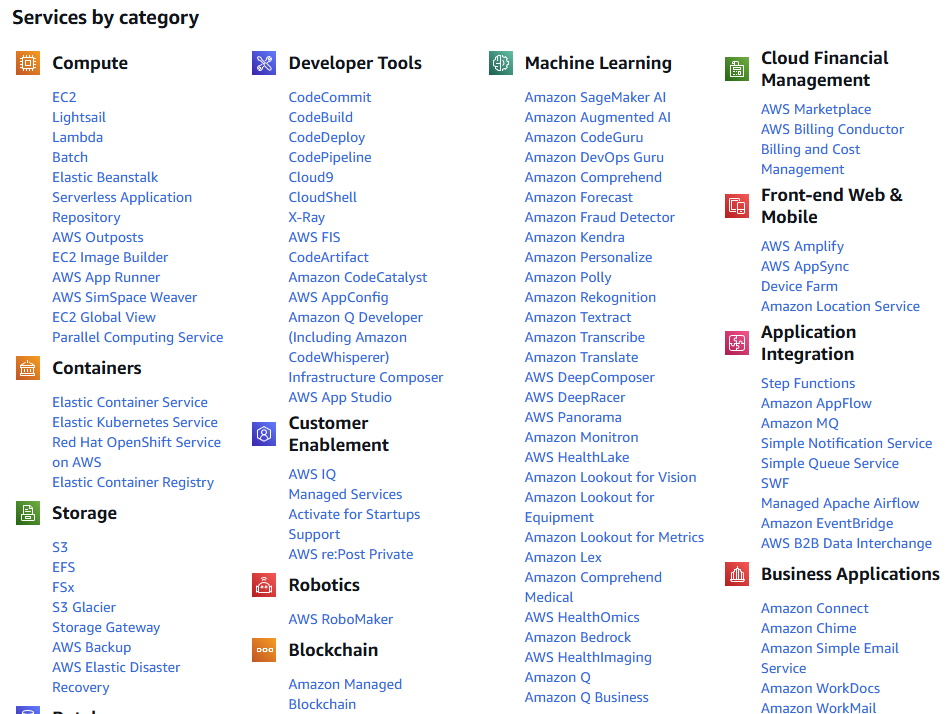 Services by category
Compute
EC2
Lightsail
Lambda
Batch
Elastic Beanstalk
Serverless Application
Repository
AWS Outposts
EC2 Image Builder
AWS App Runner
AWS SimSpace Weaver
EC2 Global View
Parallel Computing Service
Containers
Elastic Container Service
Elastic Kubernetes Service
Red Hat OpenShift Service
on AWS
Elastic Container Registry
Storage
S3
EFS
FSx
S3 Glacier
Storage Gateway
AWS Backup
AWS Elastic Disaster
Recovery
Developer Tools
CodeCommit
CodeBuild
CodeDeploy
CodePipeline
Cloud9
CloudShell
X-Ray
AWS FIS
CodeArtifact
Amazon CodeCatalyst
AWS AppConfig
Amazon Q Developer
(Including Amazon
CodeWhisperer)
Infrastructure Composer
AWS App Studio
Customer
Enablement
AWS IQ
Managed Services
Activate for Startups
Support
AWS re:Post Private
Robotics
AWS RoboMaker
Blockchain
Amazon Managed
Blockchain
Machine Learning
Amazon SageMaker AI
Amazon Augmented AI
Amazon CodeGuru
Amazon DevOps Guru
Amazon Comprehend
Amazon Forecast
Amazon Fraud Detector
Amazon Kendra
Amazon Personalize
Amazon Polly
Amazon Rekognition
Amazon Textract
Amazon Transcribe
Amazon Translate
AWS DeepComposer
AWS DeepRacer
AWS Panorama
Amazon Monitron
AWS HealthLake
Amazon Lookout for Vision
Amazon Lookout for
Equipment
Amazon Lookout for Metrics
Amazon Lex
Amazon Comprehend
Medical
AWS HealthOmics
Amazon Bedrock
AWS HealthImaging
Amazon Q
Amazon Q Business
Cloud Financial
Management
AWS Marketplace
AWS Billing Conductor
Billing and Cost
Management
Front-end Web &
Mobile
AWS Amplify
AWS AppSync
Device Farm
Amazon Location Service
Application
Integration
Step Functions
Amazon AppFlow
Amazon MQ
Simple Notification Service
Simple Queue Service
SWF
Managed Apache Airflow
Amazon EventBridge
AWS B2B Data Interchange
Business Applications
Amazon Connect
Amazon Chime
Amazon Simple Email
Service
Amazon WorkDocs
Amazon WorkMail